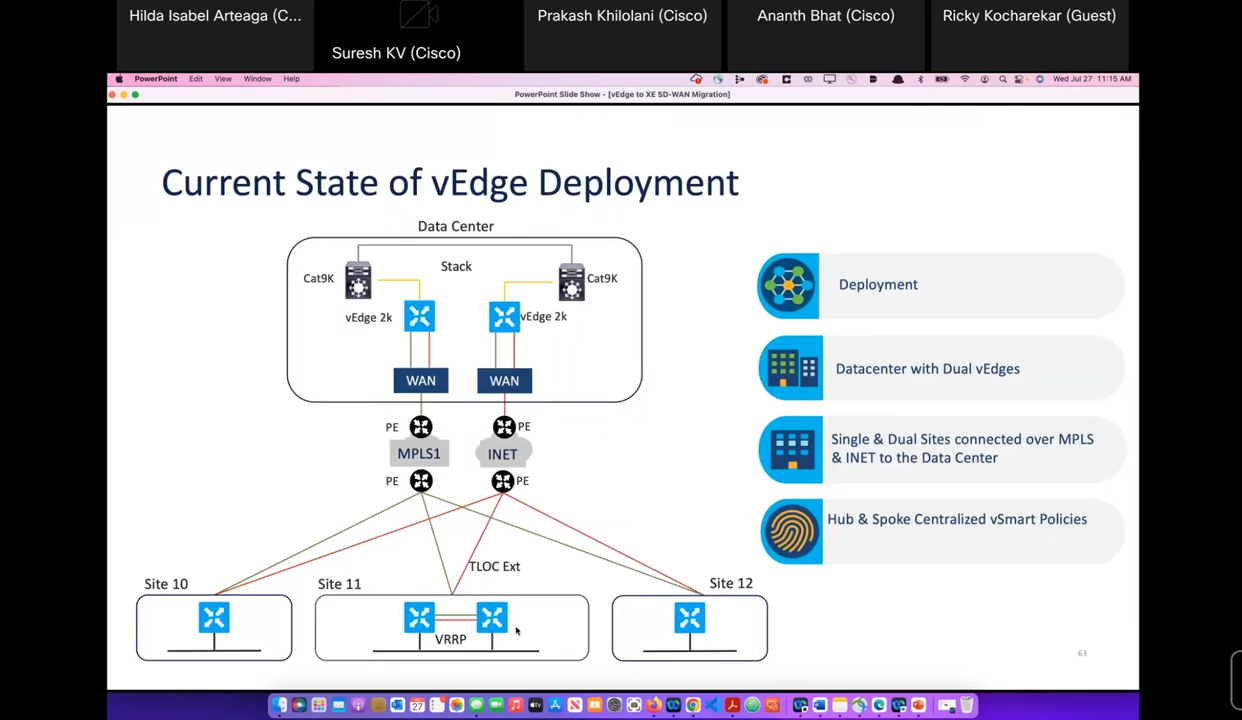 Hilda Isabel Arteaga (C...
Suresh KV (Cisco)
Prakash Khilolani (Cisco)
Ananth Bhat (Cisco)
Ricky Kocharekar (Guest)
PowerPoint Edit View Window Help
Wed Jul 27 11:15 AM
PowerPoint Slide Show - [vEdge to XE SD-WAN Migration]
Current State of vEdge Deployment
Data Center
Stack
Cat9K
Cat9K
vEdge 2k
vEdge 2k
WAN
WAN
PE
PE
MPLS1
INET
PE
PE
TLOC Ext
Site 10
Site 11
Site 12
VRRP
Deployment
Datacenter with Dual vEdges
Single & Dual Sites connected over MPLS
& INET to the Data Center
Hub & Spoke Centralized vSmart Policies
63
27